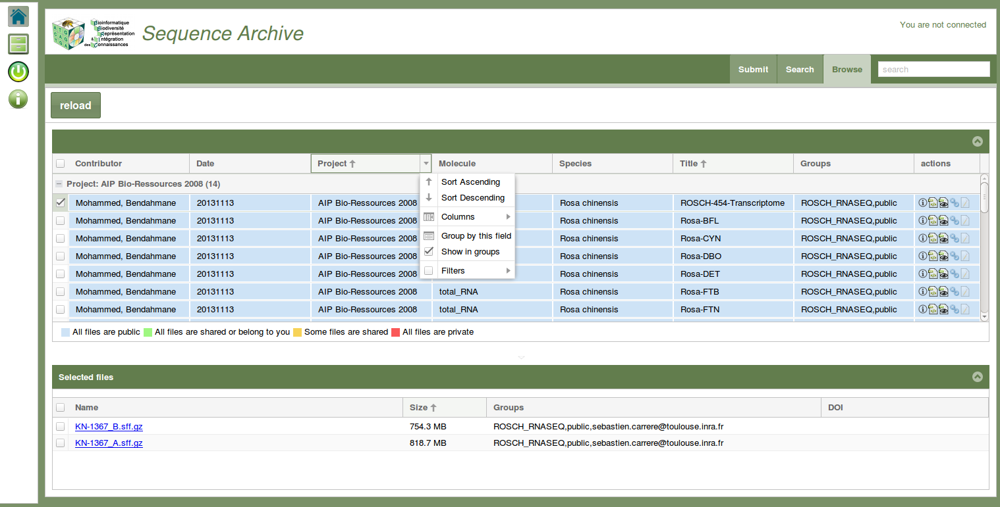 Bioinformatique
Biodiversité
Représentation
& Intégration
des Connaissances
Sequence Archive
You are not connected
Submit Search Browse search
reload
Contributor Date Project Molecule Species Title Groups actions
Project: AIP Bio-Ressources 2008 (14)
Mohammed, Bendahmane 20131113 AIP Bio-Ressources 2008 Rosa chinensis ROSCH-454-Transcriptome ROSCH_RNASEQ,public
Mohammed, Bendahmane 20131113 AIP Bio-Ressources 2008 Rosa chinensis Rosa-BFL ROSCH_RNASEQ,public
Mohammed, Bendahmane 20131113 AIP Bio-Ressources 2008 Rosa chinensis Rosa-CYN ROSCH_RNASEQ,public
Mohammed, Bendahmane 20131113 AIP Bio-Ressources 2008 Rosa chinensis Rosa-DBO ROSCH_RNASEQ,public
Mohammed, Bendahmane 20131113 AIP Bio-Ressources 2008 Rosa chinensis Rosa-DET ROSCH_RNASEQ,public
Mohammed, Bendahmane 20131113 AIP Bio-Ressources 2008 total_RNA Rosa chinensis Rosa-FTB ROSCH_RNASEQ,public
Mohammed, Bendahmane 20131113 AIP Bio-Ressources 2008 total_RNA Rosa chinensis Rosa-FTN ROSCH_RNASEQ,public
Sort Ascending
Sort Descending
Columns
Group by this field
Show in groups
Filters
All files are public All files are shared or belong to you Some files are shared All files are private
Selected files
Name Size Groups DOI
KN-1367_B.sff.gz 754.3 MB ROSCH_RNASEQ,public,sebastien.carrere@toulouse.inra.fr
KN-1367_A.sff.gz 818.7 MB ROSCH_RNASEQ,public,sebastien.carrere@toulouse.inra.fr